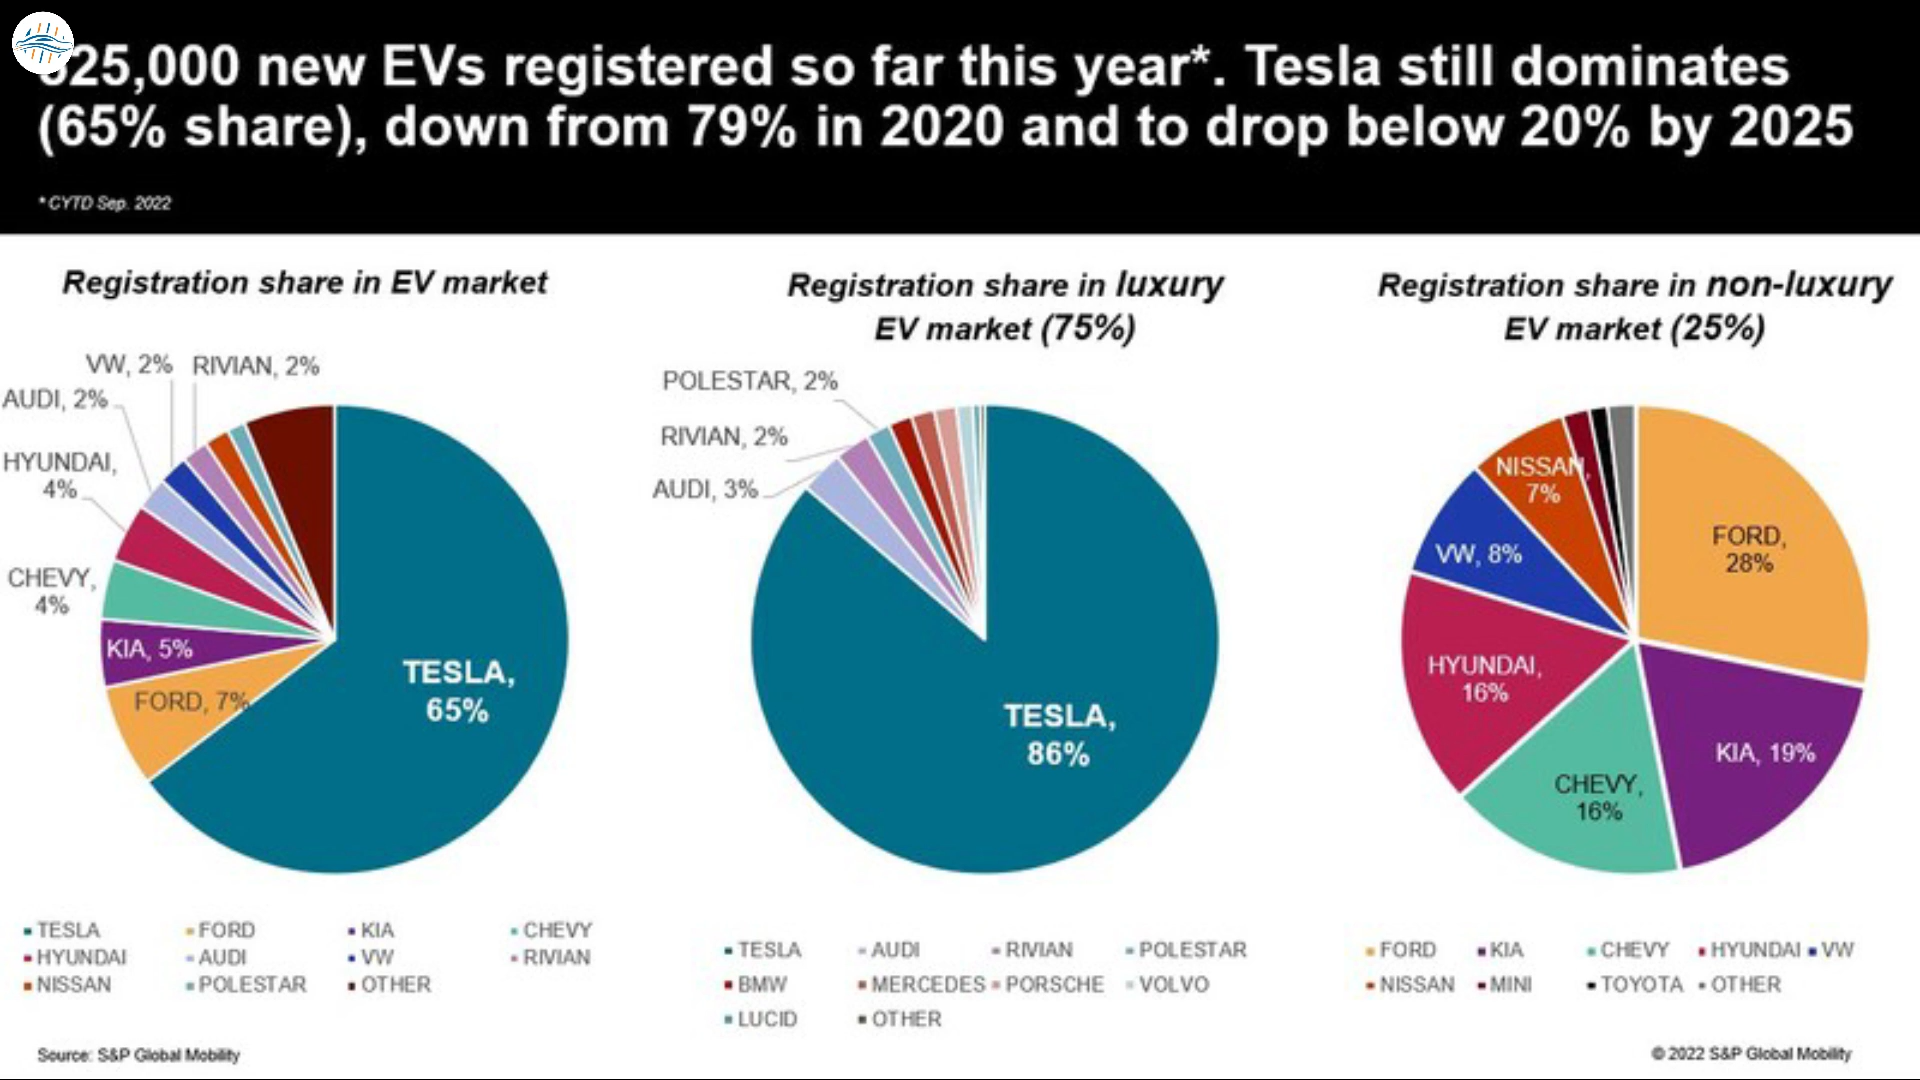 25,000 new EVs registered so far this year*. Tesla still dominates
(65% share), down from 79% in 2020 and to drop below 20% by 2025
* CYTD Sep. 2022
Registration share in EV market
VW, 2%
RIVIAN, 2%
AUDI, 2%
HYUNDAI,
4%
CHEVY,
4%
KIA, 5%
FORD, 7%
TESLA,
65%
TESLA
FORD
KIA
CHEVY
HYUNDAI
AUDI
VW
RIVIAN
NISSAN
POLESTAR
OTHER
Registration share in luxury
EV market (75%)
POLESTAR, 2%
RIVIAN, 2%
AUDI, 3%
TESLA,
86%
TESLA
AUDI
RIVIAN
POLESTAR
BMW
MERCEDES
PORSCHE
VOLVO
LUCID
OTHER
Registration share in non-luxury
EV market (25%)
NISSAN,
7%
FORD,
28%
VW, 8%
HYUNDAI,
16%
KIA, 19%
CHEVY,
16%
FORD
KIA
CHEVY
HYUNDAI
VW
NISSAN
MINI
TOYOTA
OTHER
Source: S&P Global Mobility
© 2022 S&P Global Mobility